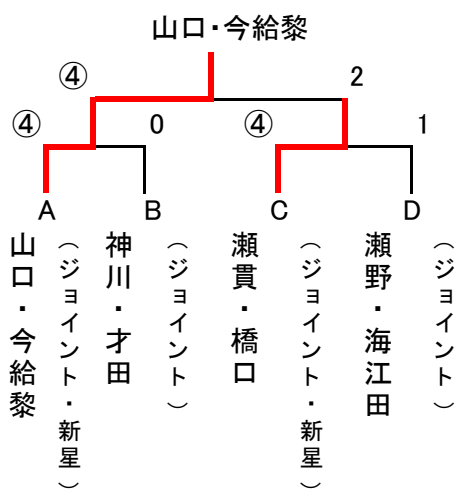 山口・今給黎
④ 2
④ 0 ④ 1
A B C D
山口・今給黎
（ジョイント・新星）
神川・才田
（ジョイント）
瀬貫・橋口
（ジョイント・新星）
瀬野・海江田
（ジョイント）